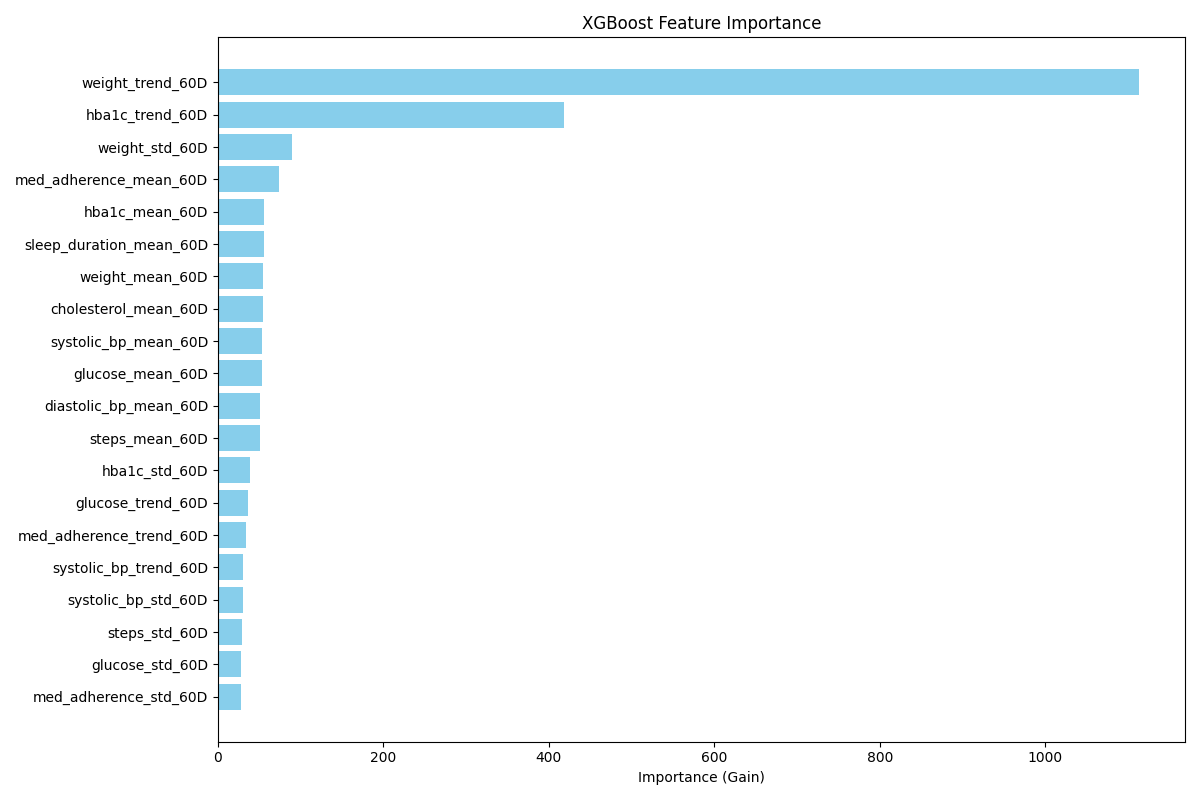 XGBoost Feature Importance
weight_trend_60D
hba1c_trend_60D
weight_std_60D
med_adherence_mean_60D
hba1c_mean_60D
sleep_duration_mean_60D
weight_mean_60D
cholesterol_mean_60D
systolic_bp_mean_60D
glucose_mean_60D
diastolic_bp_mean_60D
steps_mean_60D
hba1c_std_60D
glucose_trend_60D
med_adherence_trend_60D
systolic_bp_trend_60D
systolic_bp_std_60D
steps_std_60D
glucose_std_60D
med_adherence_std_60D
0 200 400 600 800 1000
Importance (Gain)